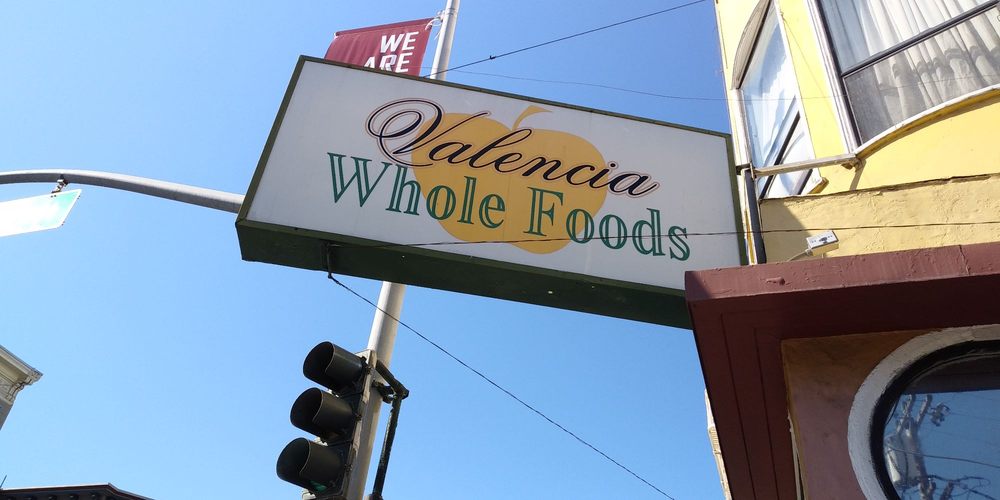 WE
ARE
Valencia
Whole Foods